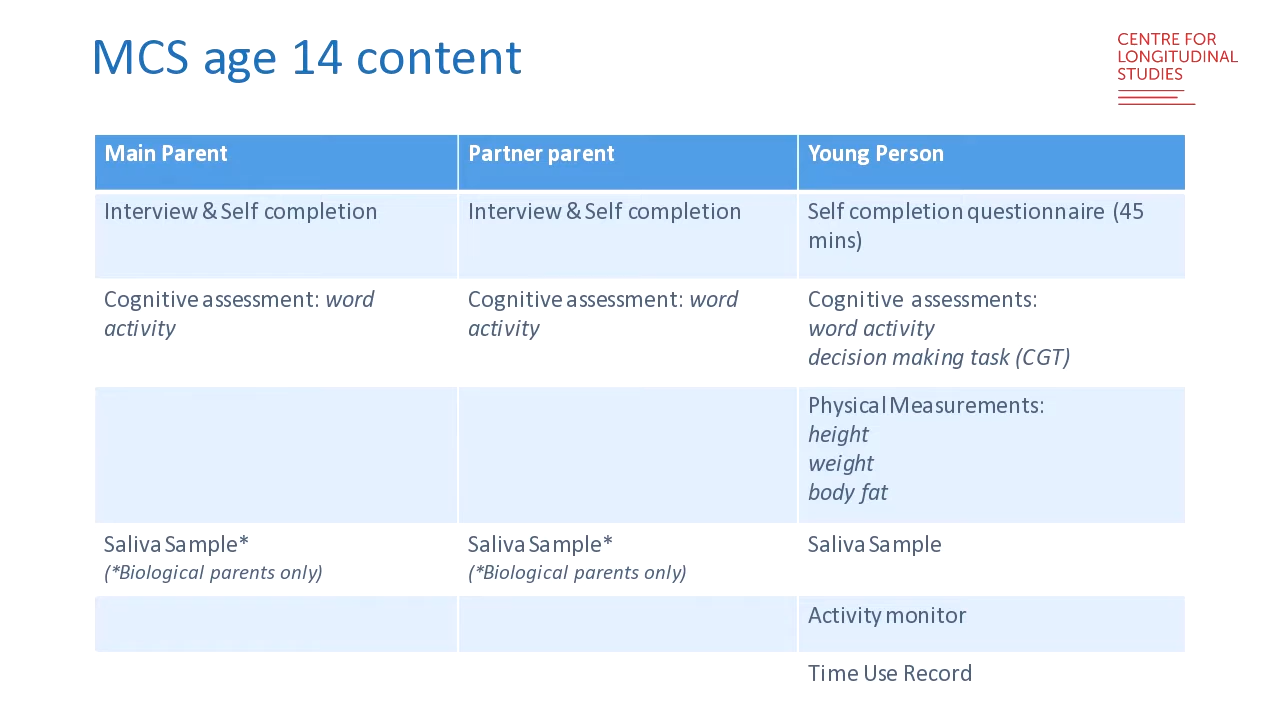 MCS age 14 content
CENTRE FOR
LONGITUDINAL
STUDIES
Main Parent
Partner parent
Young Person
Interview & Self completion
Interview & Self completion
Self completion questionnaire (45
mins)
Cognitive assessment: word
activity
Cognitive assessment: word
activity
Cognitive assessments:
word activity
decision making task (CGT)
Physical Measurements:
height
weight
body fat
Saliva Sample*
(*Biological parents only)
Saliva Sample*
(*Biological parents only)
Saliva Sample
Activity monitor
Time Use Record